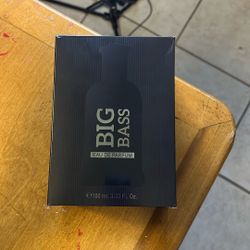 BIG
BASS
EAU DE PARFUM
℮ 100 ml. 3.33 Fl. Oz.